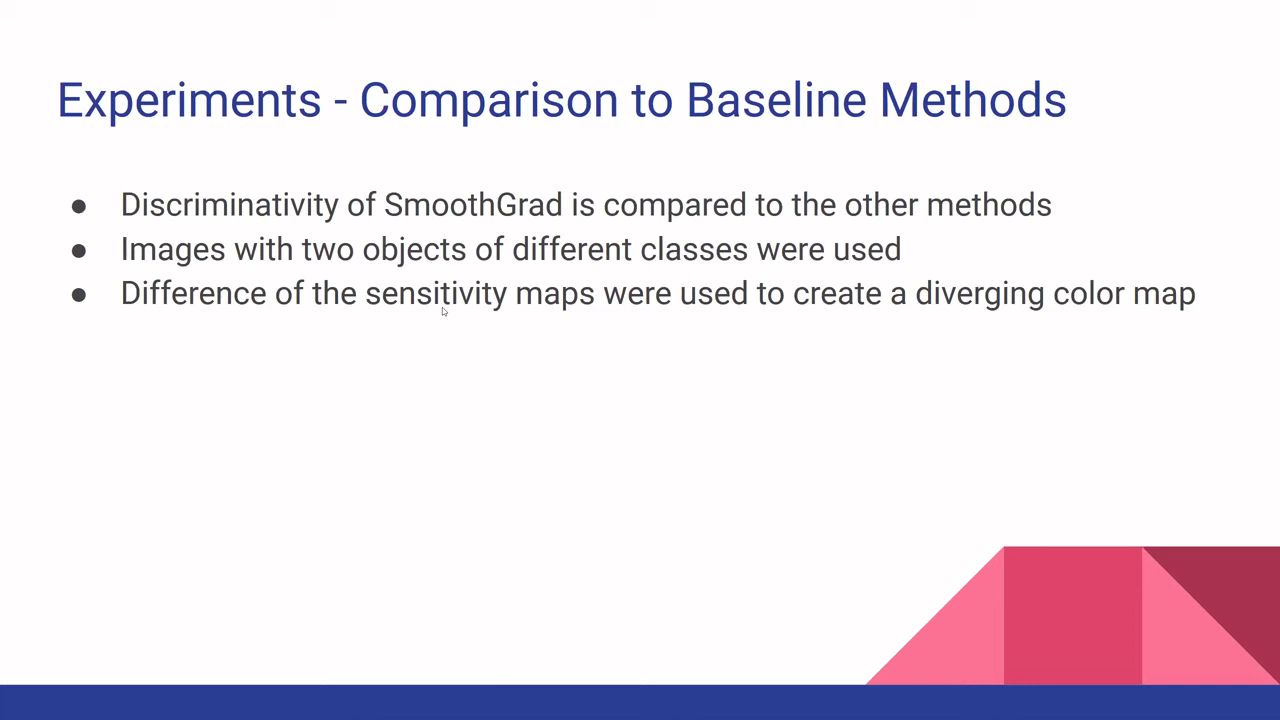 Experiments - Comparison to Baseline Methods
● Discriminativity of SmoothGrad is compared to the other methods
● Images with two objects of different classes were used
● Difference of the sensitivity maps were used to create a diverging color map